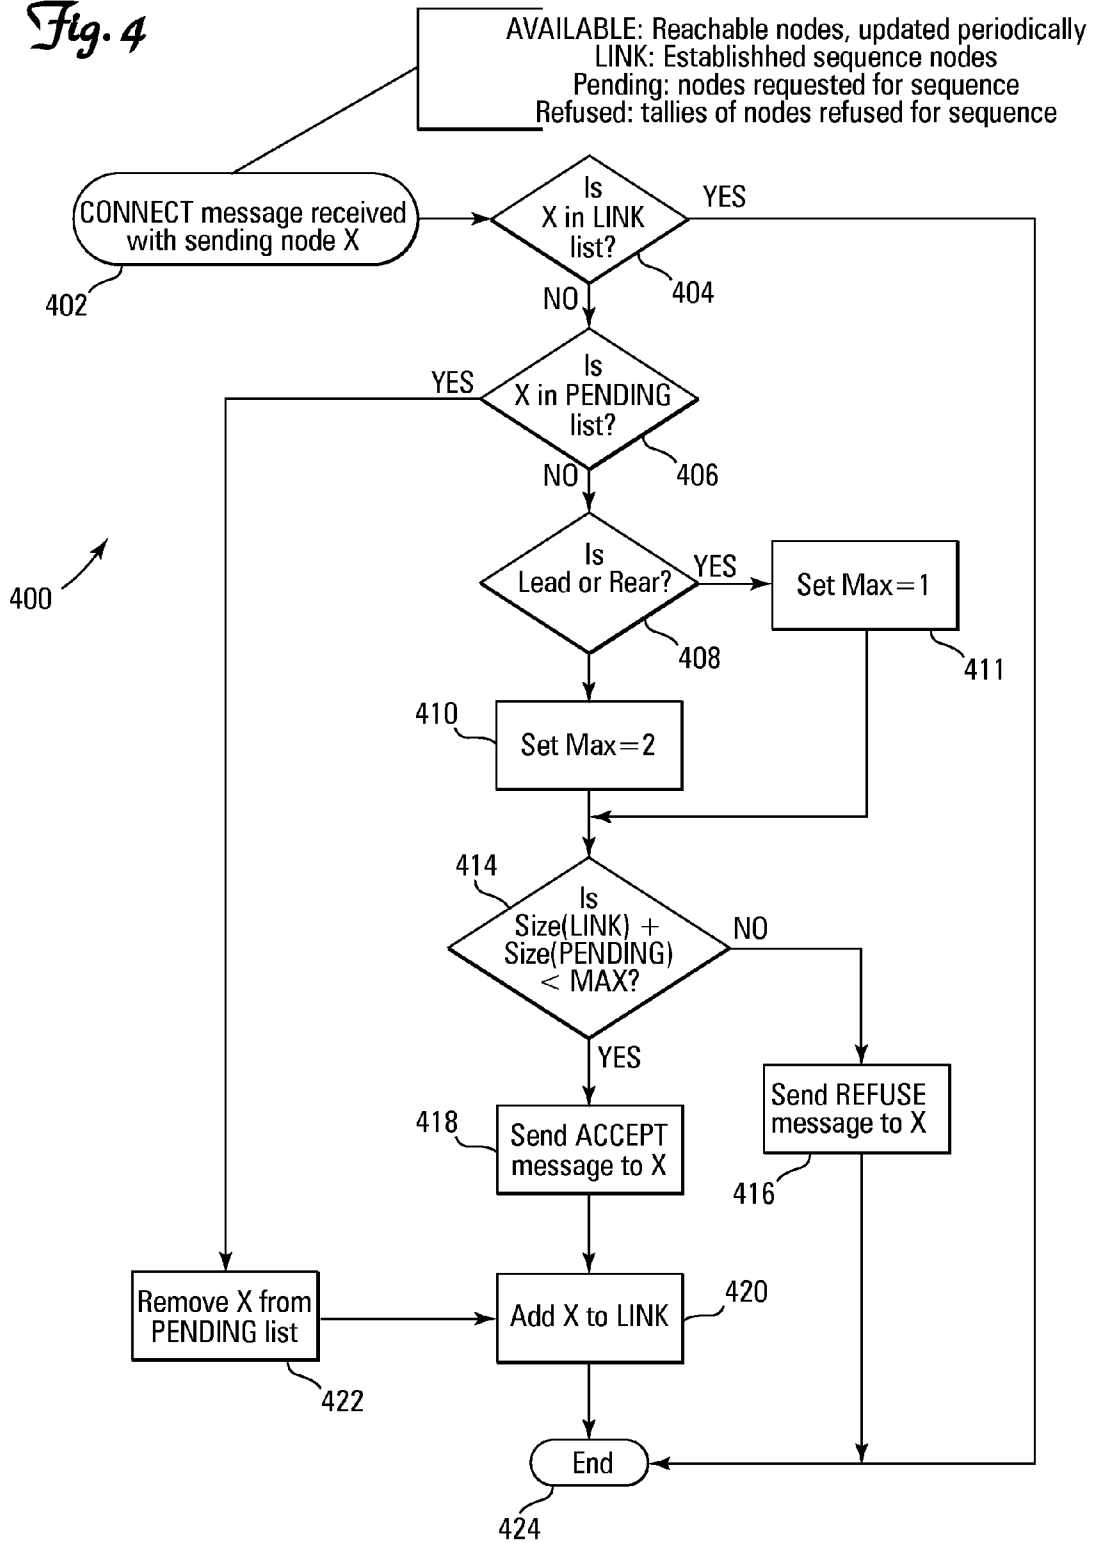 Fig. 4
AVAILABLE: Reachable nodes, updated periodically
LINK: Establishhed sequence nodes
Pending: nodes requested for sequence
Refused: tallies of nodes refused for sequence
CONNECT message received
with sending node X
402
Is
X in LINK
list?
YES
404
NO
Is
X in PENDING
list?
YES
406
NO
400
Is
Lead or Rear?
YES
408
Set Max=1
411
410
Set Max=2
414
Is
Size(LINK) +
Size(PENDING)
< MAX?
NO
YES
418
Send ACCEPT
message to X
Send REFUSE
message to X
416
Remove X from
PENDING list
422
Add X to LINK
420
End
424